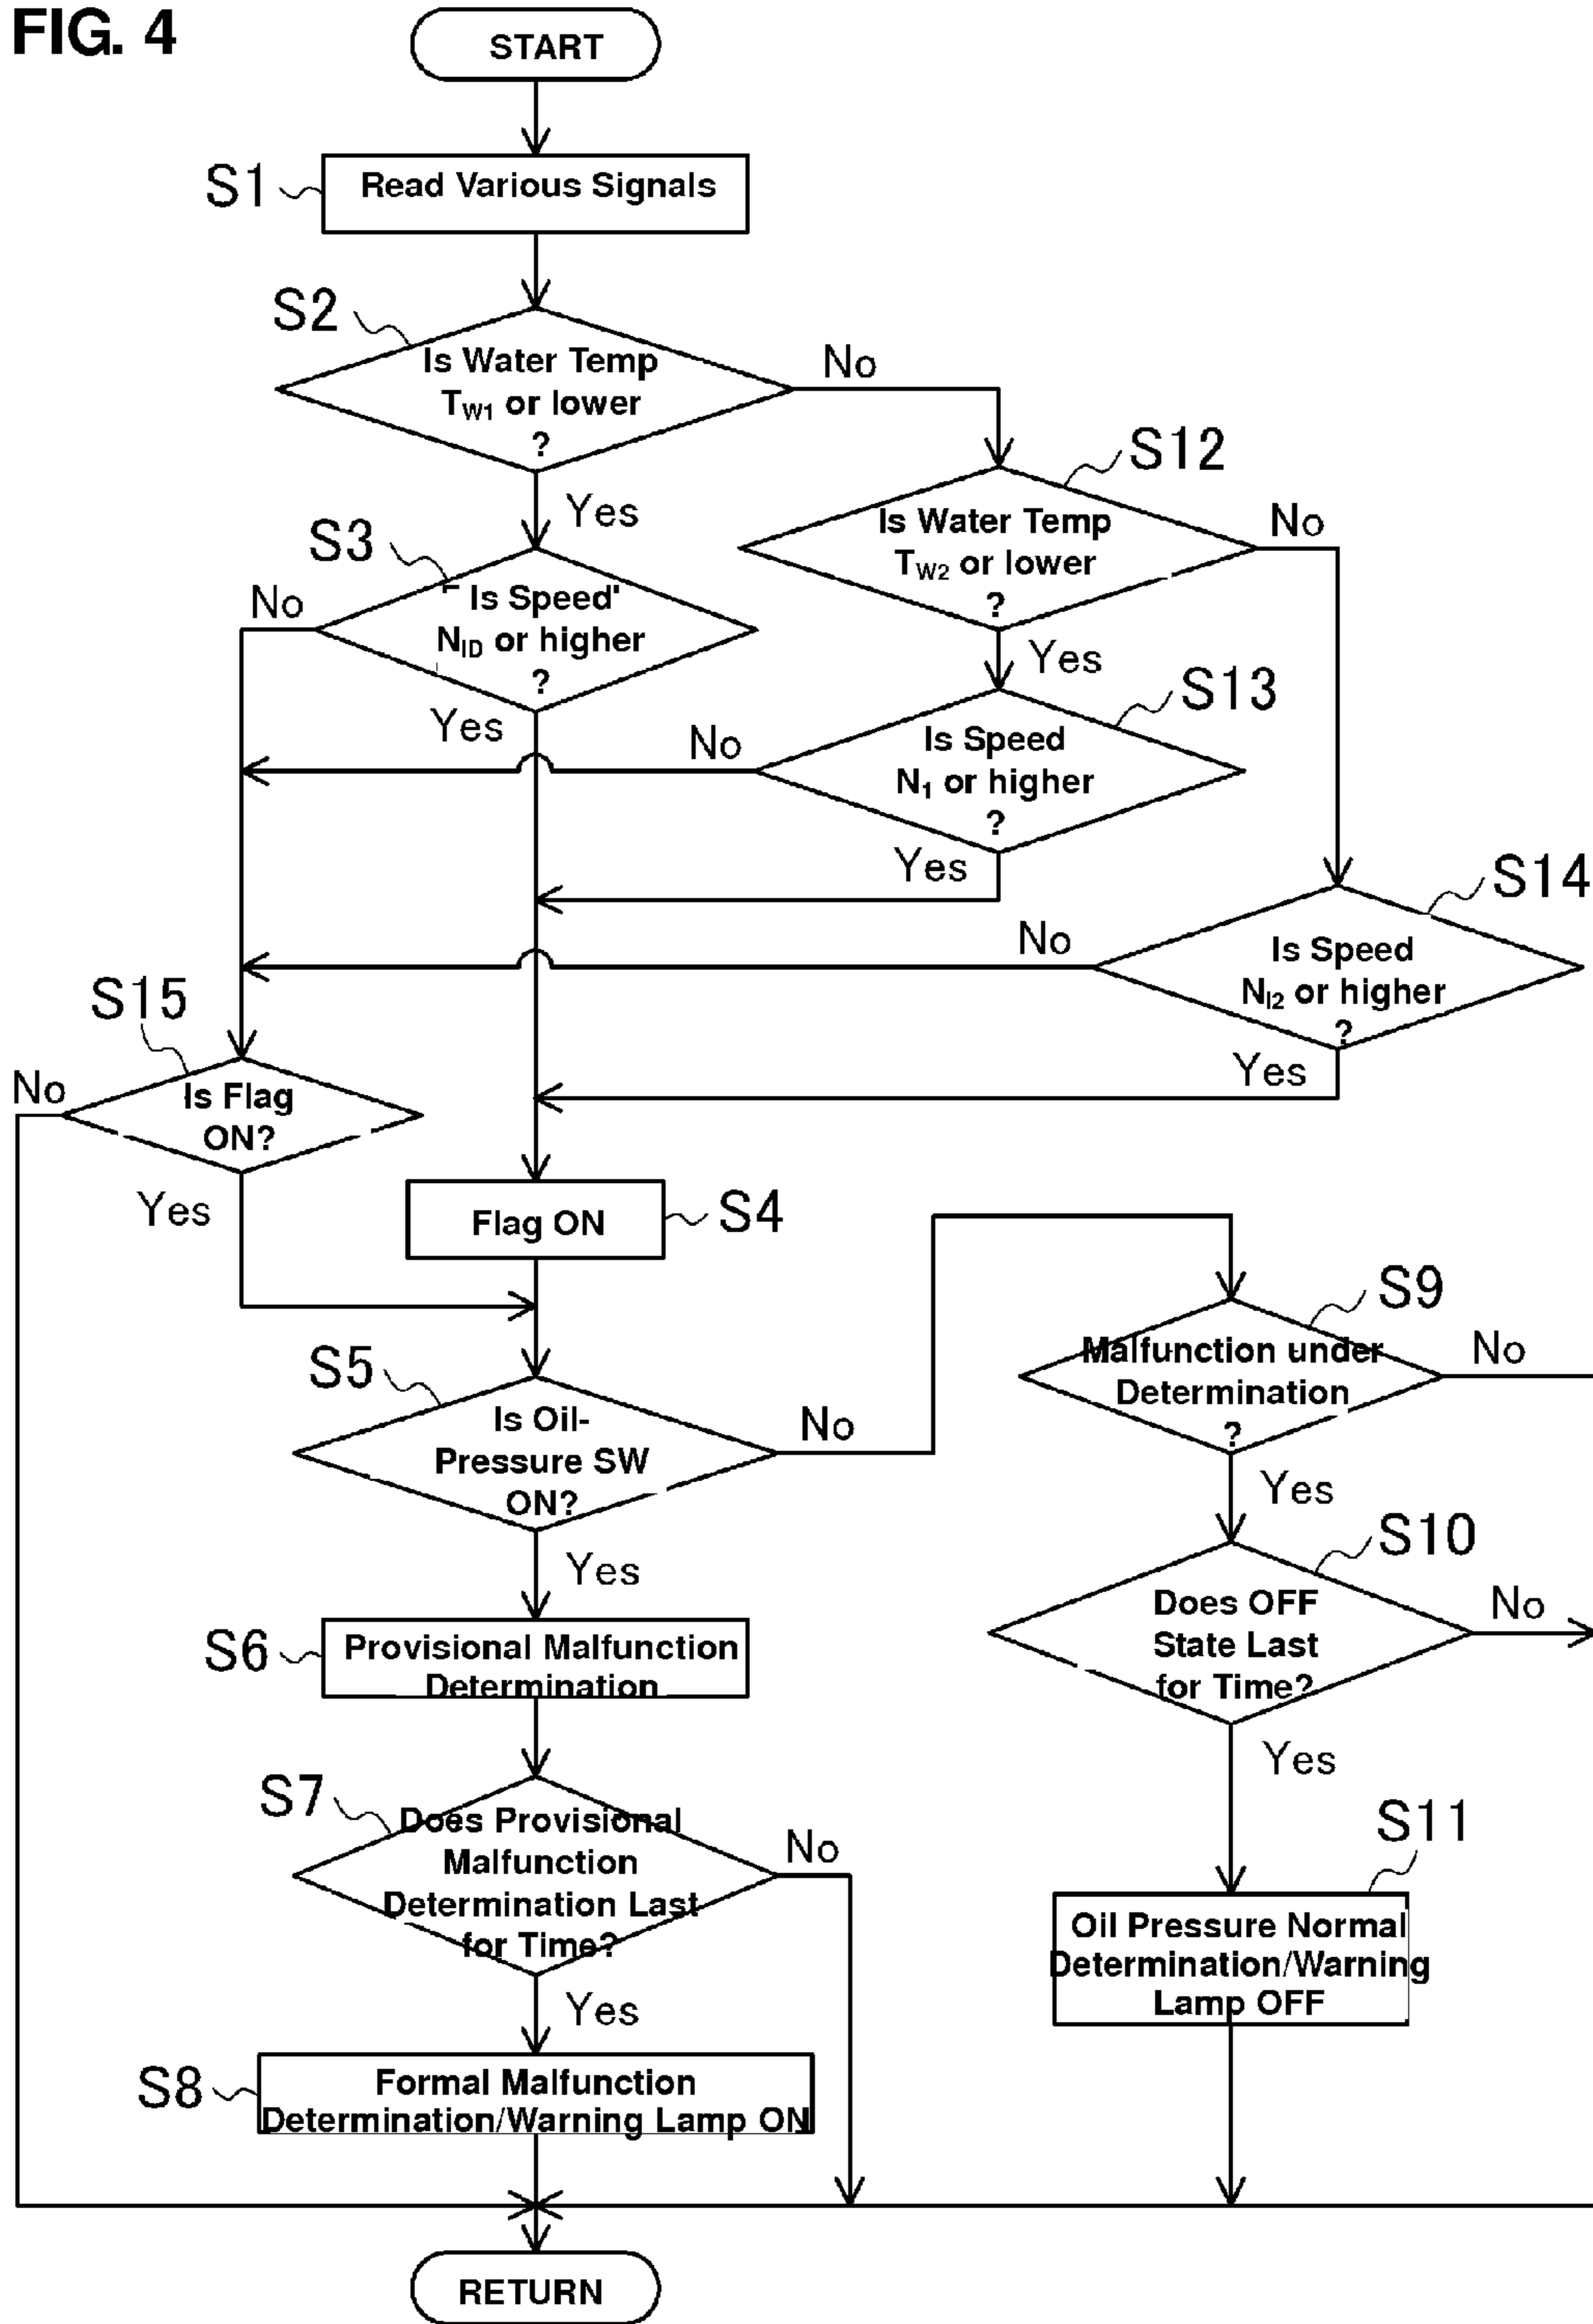 FIG. 4
START
S1
Read Various Signals
S2
Is Water Temp
TW1 or lower
?
No
Yes
S12
Is Water Temp
TW2 or lower
?
No
Yes
S3
Is Speed
NID or higher
?
No
Yes
S13
Is Speed
N1 or higher
?
No
Yes
S14
Is Speed
NI2 or higher
?
No
Yes
S15
Is Flag
ON?
No
Yes
Flag ON
S4
S5
Is Oil-
Pressure SW
ON?
No
Yes
S9
Malfunction under
Determination
?
No
Yes
S6
Provisional Malfunction
Determination
S10
Does OFF
State Last
for Time?
No
Yes
S7
Does Provisional
Malfunction
Determination Last
for Time?
No
Yes
S11
Oil Pressure Normal
Determination/Warning
Lamp OFF
S8
Formal Malfunction
Determination/Warning Lamp ON
RETURN